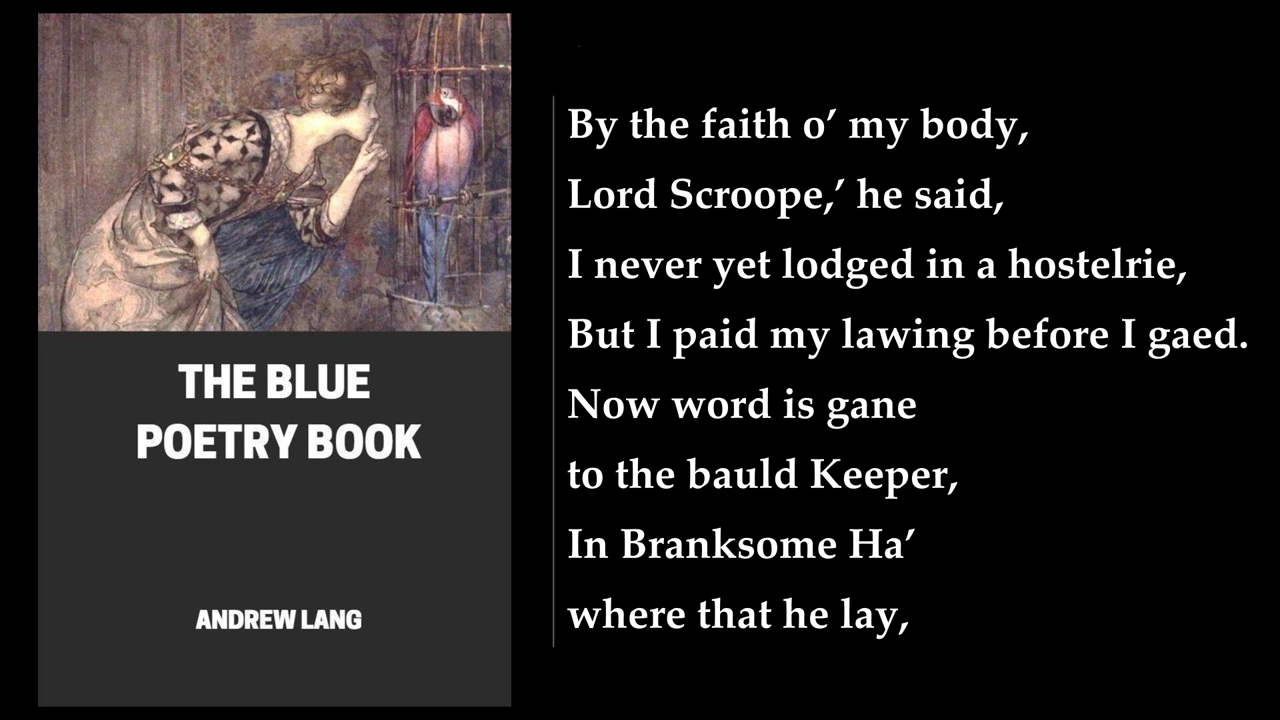 THE BLUE
POETRY BOOK
ANDREW LANG
By the faith o’ my body,
Lord Scroope,’ he said,
I never yet lodged in a hostelrie,
But I paid my lawing before I gaed.
Now word is gane
to the bauld Keeper,
In Branksome Ha’
where that he lay,